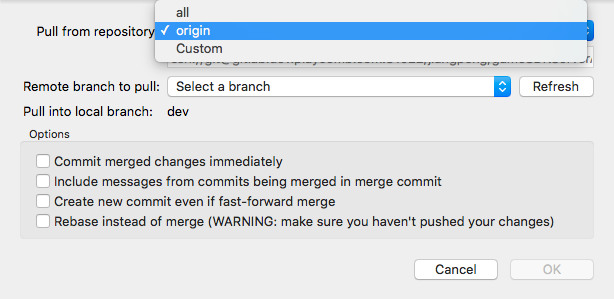 all
Pull from repository
✓ origin
Custom
Remote branch to pull: Select a branch Refresh
Pull into local branch: dev
Options
Commit merged changes immediately
Include messages from commits being merged in merge commit
Create new commit even if fast-forward merge
Rebase instead of merge (WARNING: make sure you haven't pushed your changes)
Cancel OK